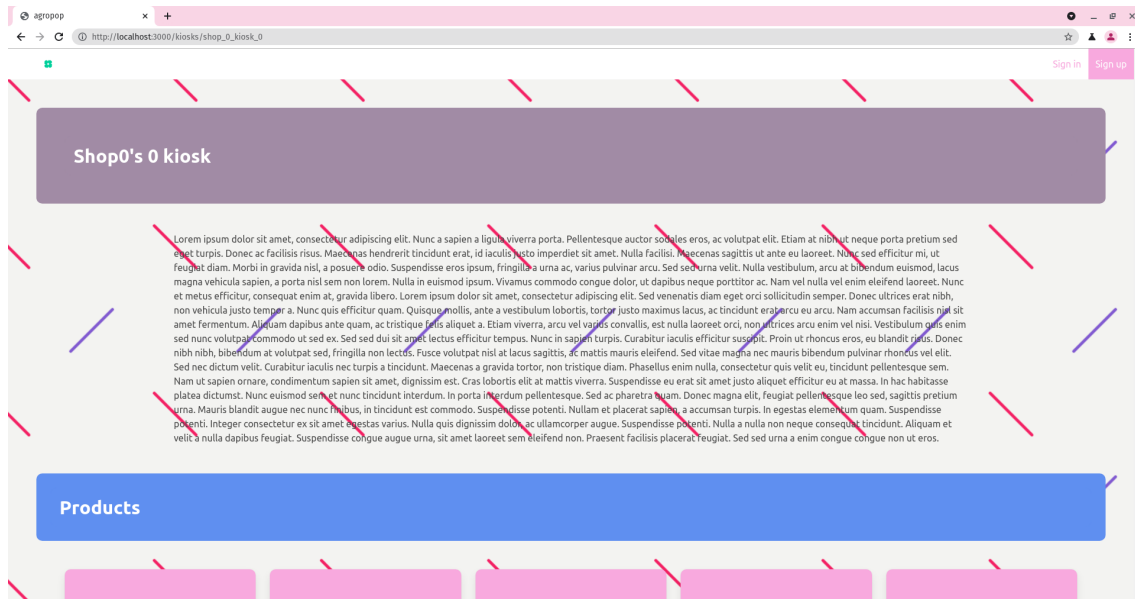 agropop
http://localhost:3000/kiosks/shop_0_kiosk_0
Sign in
Sign up
Shop0's 0 kiosk
Lorem ipsum dolor sit amet, consectetur adipiscing elit. Nunc a sapien a ligula viverra porta. Pellentesque auctor sodales eros, ac volutpat elit. Etiam at nibh ut neque porta pretium sed
eget turpis. Donec ac facilisis risus. Maecenas hendrerit tincidunt erat, id iaculis justo imperdiet sit amet. Nulla facilisi. Maecenas sagittis ut ante eu laoreet. Nunc sed efficitur mi, ut
feugiat diam. Morbi in gravida nisl, a posuere odio. Suspendisse eros ipsum, fringilla a urna ac, varius pulvinar arcu. Sed sed urna velit. Nulla vestibulum, arcu at bibendum euismod, lacus
magna vehicula sapien, a porta nisl sem non lorem. Nulla in euismod ipsum. Vivamus commodo congue dolor, ut dapibus neque porttitor ac. Nam vel nulla vel enim eleifend laoreet. Nunc
et metus efficitur, consequat enim at, gravida libero. Lorem ipsum dolor sit amet, consectetur adipiscing elit. Sed venenatis diam eget orci sollicitudin semper. Donec ultrices erat nibh,
non vehicula justo tempor a. Nunc quis efficitur quam. Quisque mollis, ante a vestibulum lobortis, tortor justo maximus lacus, ac tincidunt erat arcu eu arcu. Nam accumsan facilisis nisl sit
amet fermentum. Aliquam dapibus ante quam, ac tristique felis aliquet a. Etiam viverra, arcu vel varius convallis, est nulla laoreet orci, non ultrices arcu enim vel nisi. Vestibulum quis enim
sed nunc volutpat commodo ut sed ex. Sed sed dui sit amet lectus efficitur tempus. Nunc in sapien turpis. Curabitur iaculis efficitur suscipit. Proin ut rhoncus eros, eu blandit risus. Donec
nibh nibh, bibendum at volutpat sed, fringilla non lectus. Fusce volutpat nisl at lacus sagittis, ac mattis mauris eleifend. Sed vitae magna nec mauris bibendum pulvinar rhoncus vel elit.
Sed nec dictum velit. Curabitur iaculis nec turpis a tincidunt. Maecenas a gravida tortor, non tristique diam. Phasellus enim nulla, consectetur quis velit eu, tincidunt pellentesque sem.
Nam ut sapien ornare, condimentum sapien sit amet, dignissim est. Cras lobortis elit at mattis viverra. Suspendisse eu erat sit amet justo aliquet efficitur eu at massa. In hac habitasse
platea dictumst. Nunc euismod sem et nunc tincidunt interdum. In porta interdum pellentesque. Sed ac pharetra quam. Donec magna elit, feugiat pellentesque leo sed, sagittis pretium
urna. Mauris blandit augue nec nunc finibus, in tincidunt est commodo. Suspendisse potenti. Nullam et placerat sapien, a accumsan turpis. In egestas elementum quam. Suspendisse
potenti. Integer consectetur ex sit amet egestas varius. Nulla quis dignissim dolor, ac ullamcorper augue. Suspendisse potenti. Nulla a nulla non neque consequat tincidunt. Aliquam et
velit a nulla dapibus feugiat. Suspendisse congue augue urna, sit amet laoreet sem eleifend non. Praesent facilisis placerat feugiat. Sed sed urna a enim congue congue non ut eros.
Products